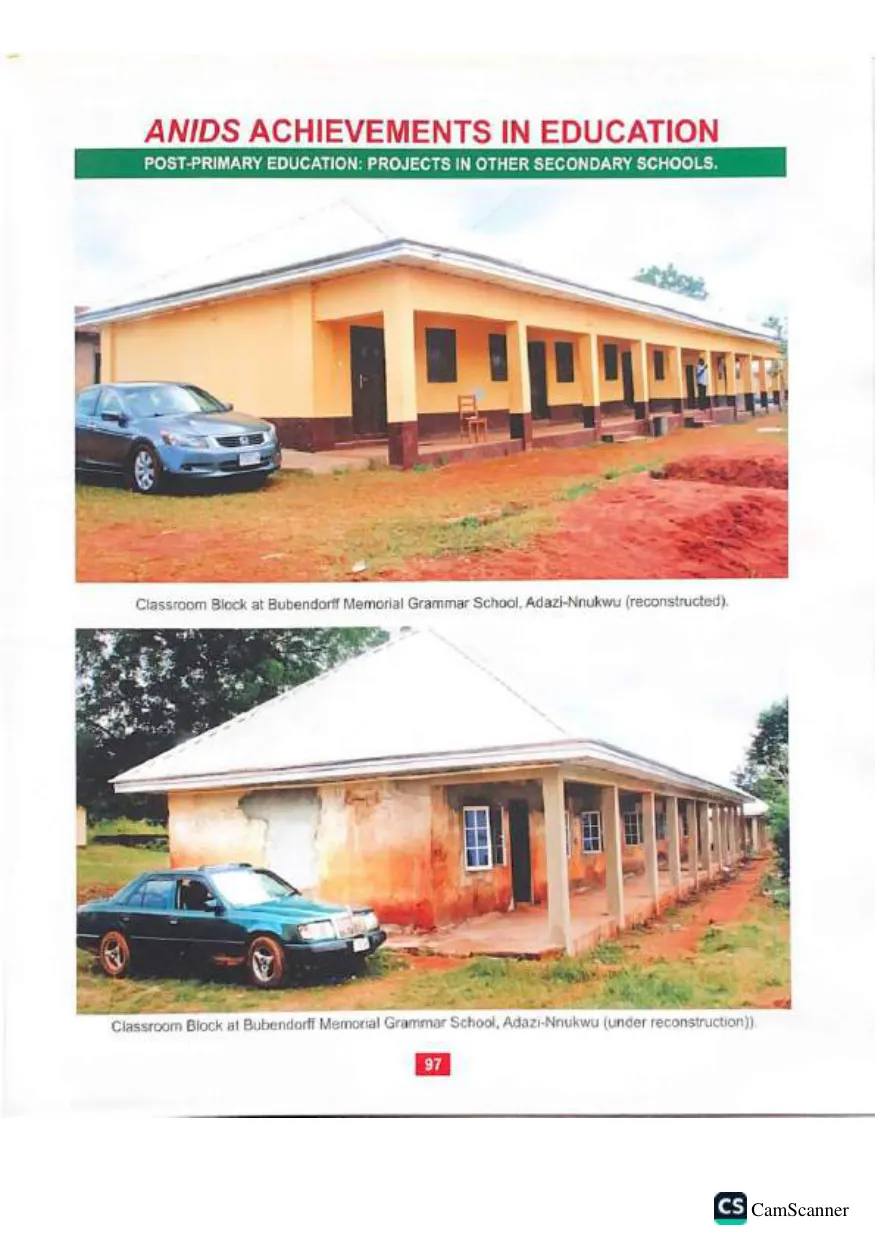 ANIDS ACHIEVEMENTS IN EDUCATION
POST-PRIMARY EDUCATION: PROJECTS IN OTHER SECONDARY SCHOOLS.
Classroom Block at Bubendorff Memorial Grammar School, Adazi-Nnukwu (reconstructed).
Classroom Block at Bubendorff Memorial Grammar School, Adazi-Nnukwu (under reconstruction)).
97
CS CamScanner